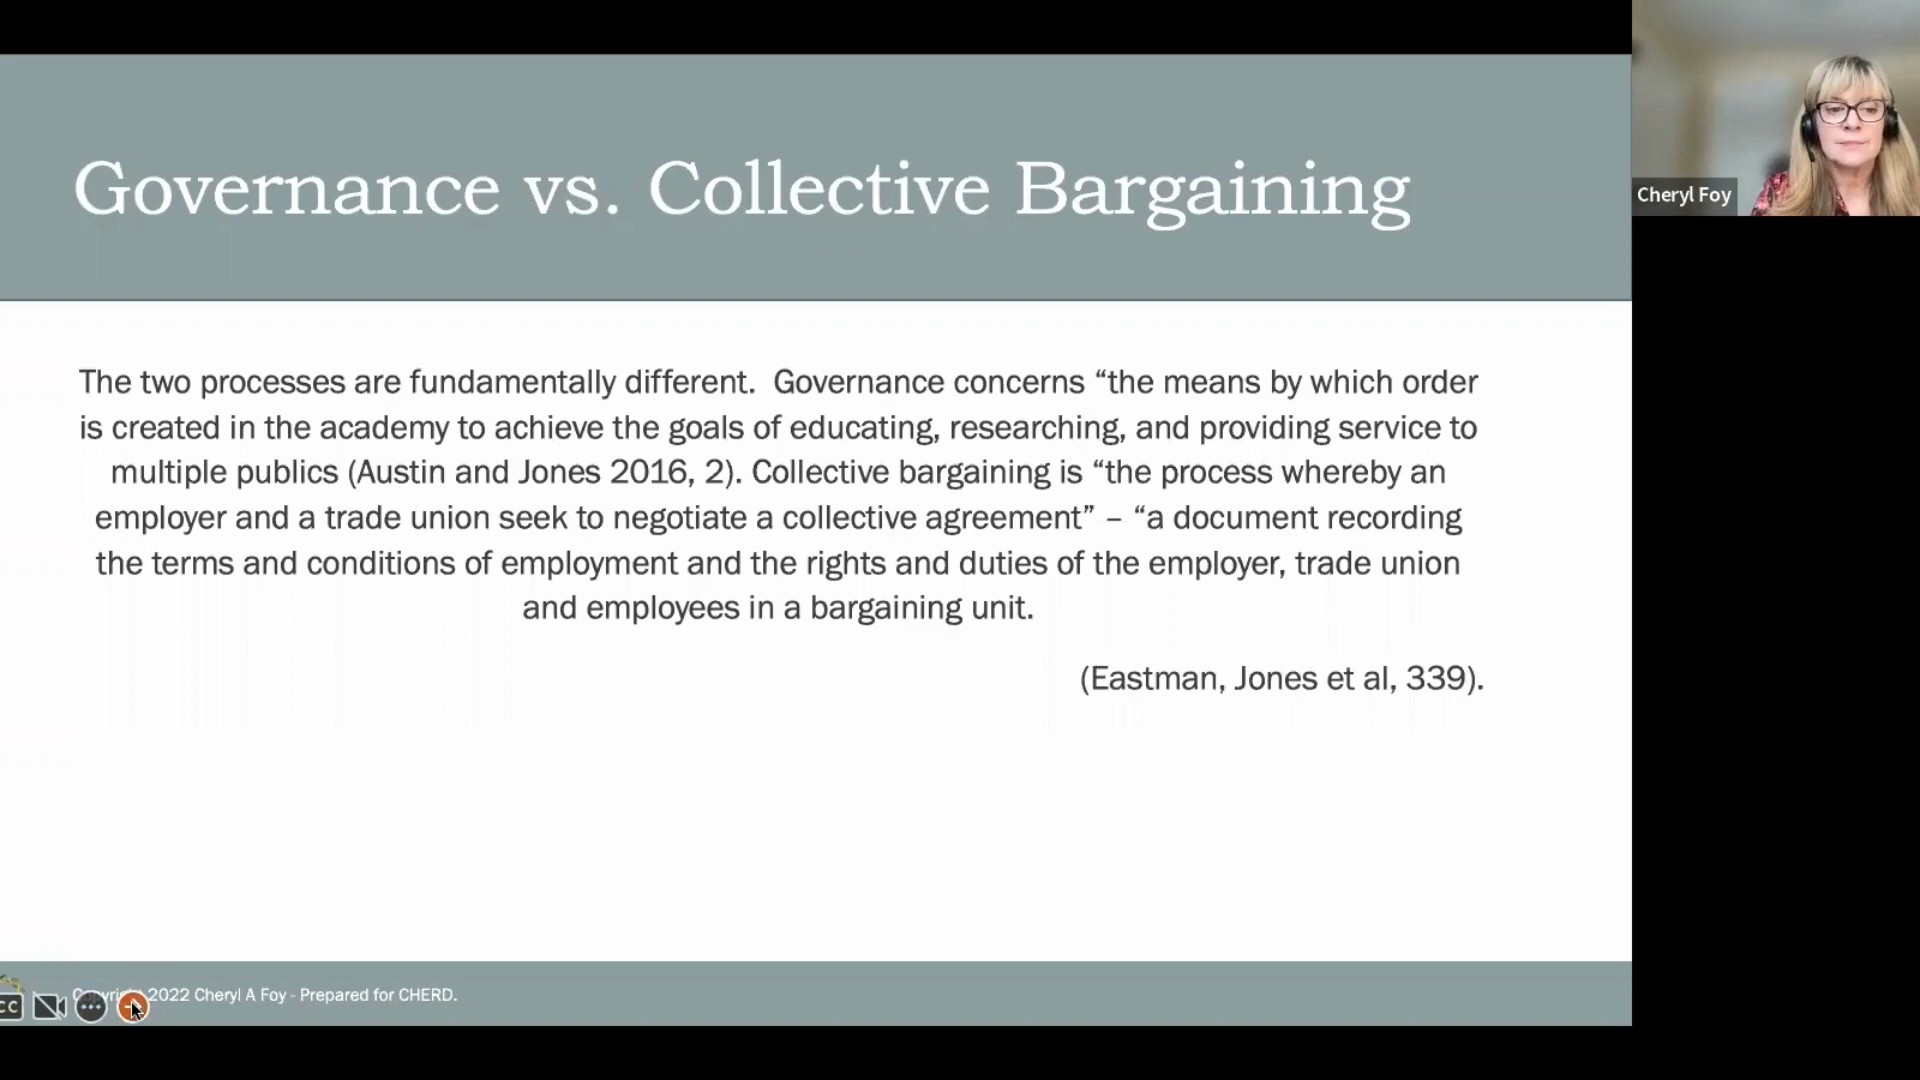 Governance vs. Collective Bargaining
Cheryl Foy
The two processes are fundamentally different.  Governance concerns “the means by which order
is created in the academy to achieve the goals of educating, researching, and providing service to
multiple publics (Austin and Jones 2016, 2). Collective bargaining is “the process whereby an
employer and a trade union seek to negotiate a collective agreement” – “a document recording
the terms and conditions of employment and the rights and duties of the employer, trade union
and employees in a bargaining unit.
(Eastman, Jones et al, 339).
Copyright 2022 Cheryl A Foy - Prepared for CHERD.
CC